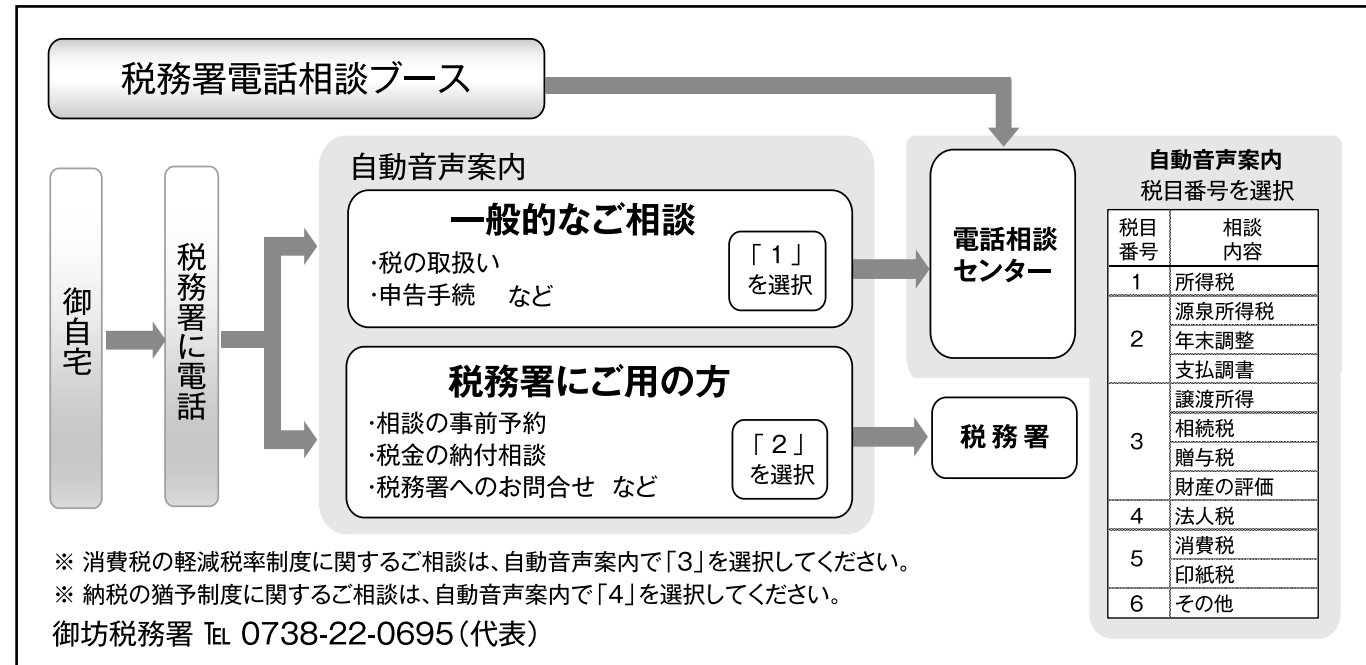 税務署電話相談ブース
御自宅
税務署に電話
自動音声案内
一般的なご相談
・税の取扱い
・申告手続　など
「1」
を選択
税務署にご用の方
・相談の事前予約
・税金の納付相談
・税務署へのお問合せ　など
「2」
を選択
電話相談
センター
税務署
自動音声案内
税目番号を選択
税目
番号
相談
内容
1 所得税
2 源泉所得税
年末調整
支払調書
3 譲渡所得
相続税
贈与税
財産の評価
4 法人税
5 消費税
印紙税
6 その他
※ 消費税の軽減税率制度に関するご相談は、自動音声案内で「3」を選択してください。
※ 納税の猶予制度に関するご相談は、自動音声案内で「4」を選択してください。
御坊税務署 ℡ 0738-22-0695（代表）